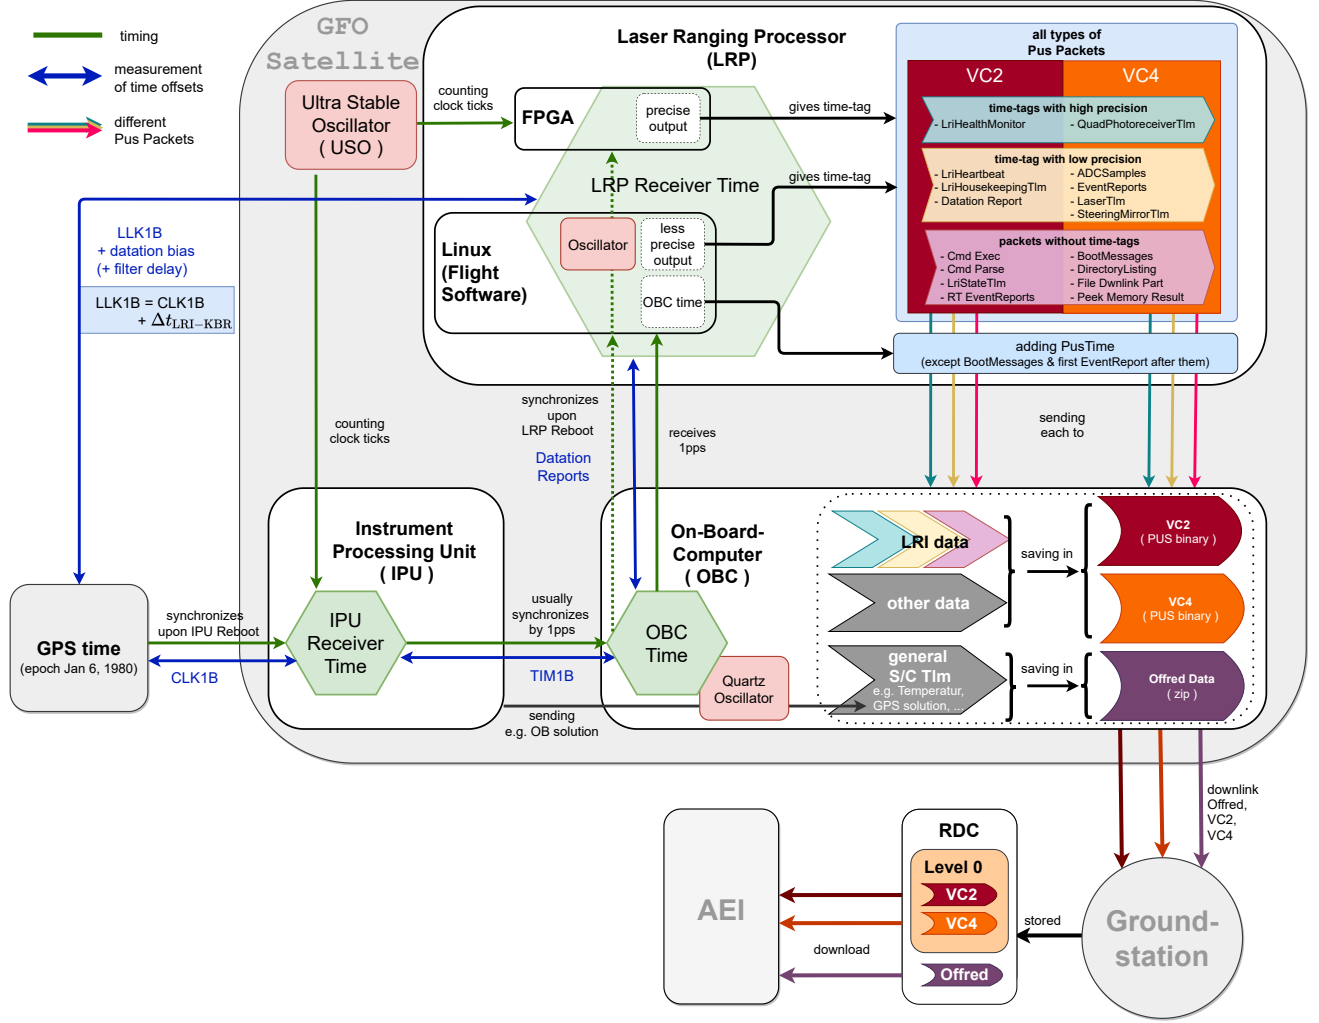 timing
measurement
of time offsets
different
Pus Packets
GFO
Satellite
Ultra Stable
Oscillator
( USO )
counting
clock ticks
Laser Ranging Processor
(LRP)
FPGA
precise
output
gives time-tag
LRP Receiver Time
gives time-tag
Linux
(Flight
Software)
Oscillator
less
precise
output
OBC time
all types of
Pus Packets
VC2
VC4
time-tags with high precision
- LriHealthMonitor
- QuadPhotoreceiverTlm
time-tag with low precision
- LriHeartbeat
- LriHousekeepingTlm
- Datation Report
- ADCSamples
- EventReports
- LaserTlm
- SteeringMirrorTlm
packets without time-tags
- Cmd Exec
- Cmd Parse
- LriStateTlm
- RT EventReports
- BootMessages
- DirectoryListing
- File Dwnlink Part
- Peek Memory Result
adding PusTime
(except BootMessages & first EventReport after them)
LLK1B
+ datation bias
(+ filter delay)
LLK1B = CLK1B
+ Δt LRI−KBR
counting
clock ticks
synchronizes
upon
LRP Reboot
Datation
Reports
receives
1pps
sending
each to
Instrument
Processing Unit
( IPU )
On-Board-
Computer
( OBC )
GPS time
(epoch Jan 6, 1980)
synchronizes
upon IPU Reboot
CLK1B
IPU
Receiver
Time
usually
synchronizes
by 1pps
TIM1B
OBC
Time
Quartz
Oscillator
sending
e.g. OB solution
LRI data
other data
general
S/C Tlm
e.g. Temperatur,
GPS solution, ...
saving in
saving in
VC2
( PUS binary )
VC4
( PUS binary )
Offred Data
( zip )
downlink
Offred,
VC2,
VC4
AEI
download
RDC
Level 0
VC2
VC4
Offred
stored
Ground-
station